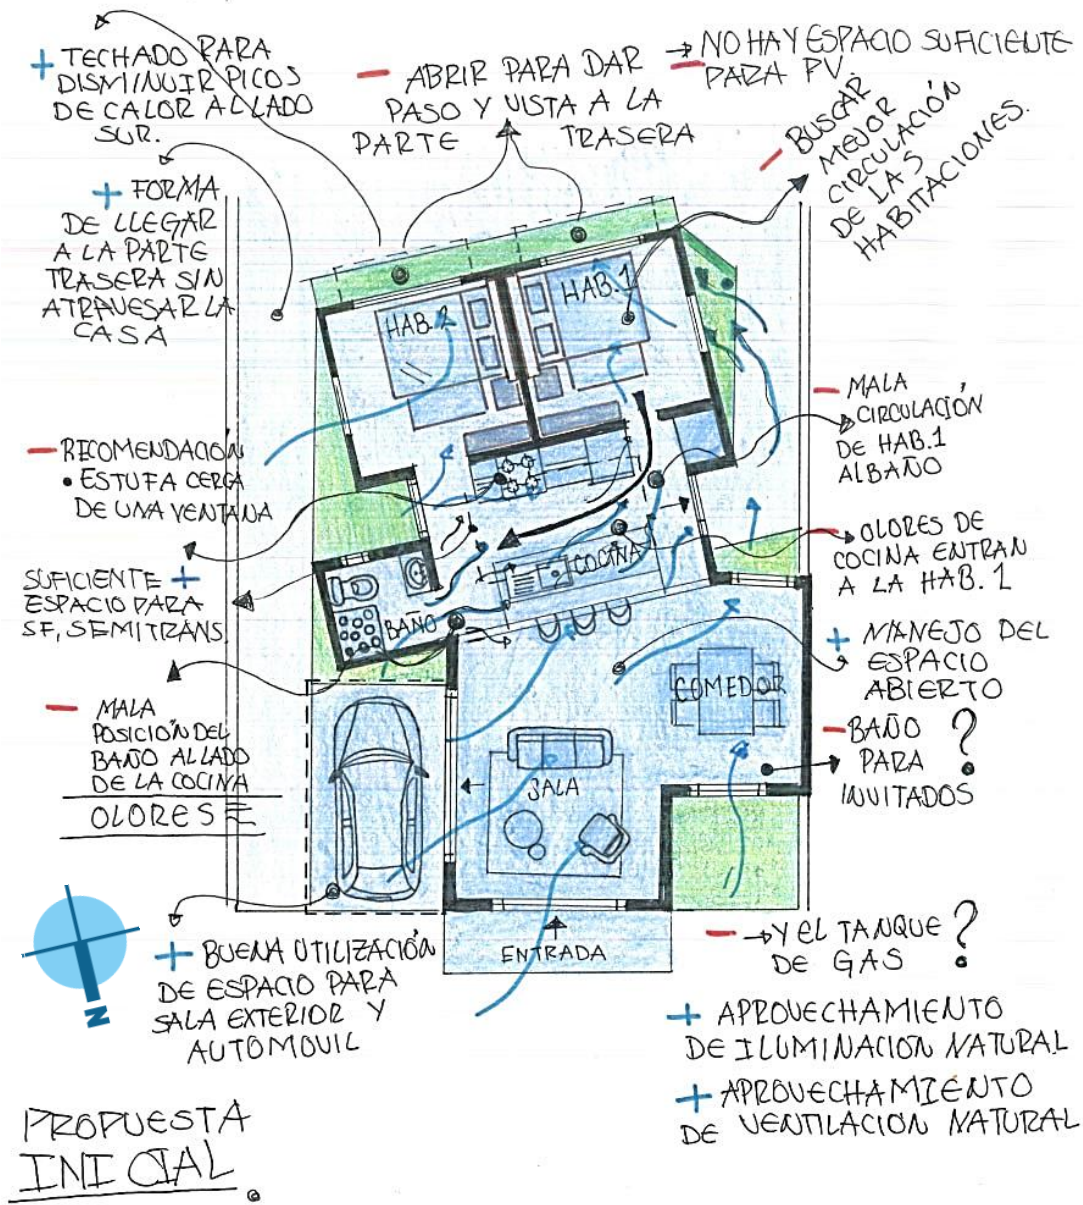 + TECHADO PARA
DISMINUIR PICOS
DE CALOR AL LADO
SUR.
- ABRIR PARA DAR
PASO Y VISTA A LA
PARTE TRASERA
→ NO HAY ESPACIO SUFICIENTE
- PARA PV
- BUSCAR
MEJOR
CIRCULACIÓN
DE LAS
HABITACIONES.
+ FORMA
DE LLEGAR
A LA PARTE
TRASERA SIN
ATRAVESAR LA
CASA
HAB. 2
HAB. 1
- MALA
CIRCULACIÓN
DE HAB. 1
AL BAÑO
- RECOMENDACIÓN
• ESTUFA CERCA
DE UNA VENTANA
- OLORES DE
COCINA ENTRAN
A LA HAB. 1
SUFICIENTE +
ESPACIO PARA
SF, SEMITRANS.
COCINA
BAÑO
+ MANEJO DEL
ESPACIO
ABIERTO
COMEDOR
- MALA
POSICIÓN DEL
BAÑO AL LADO
DE LA COCINA
OLORES
- BAÑO ?
PARA
INVITADOS
SALA
ENTRADA
- → Y EL TANQUE ?
DE GAS
+ BUENA UTILIZACIÓN
DE ESPACIO PARA
SALA EXTERIOR Y
AUTOMOVIL
N
+ APROVECHAMIENTO
DE ILUMINACION NATURAL
+ APROVECHAMIENTO
DE VENTILACION NATURAL
PROPUESTA
INICIAL.